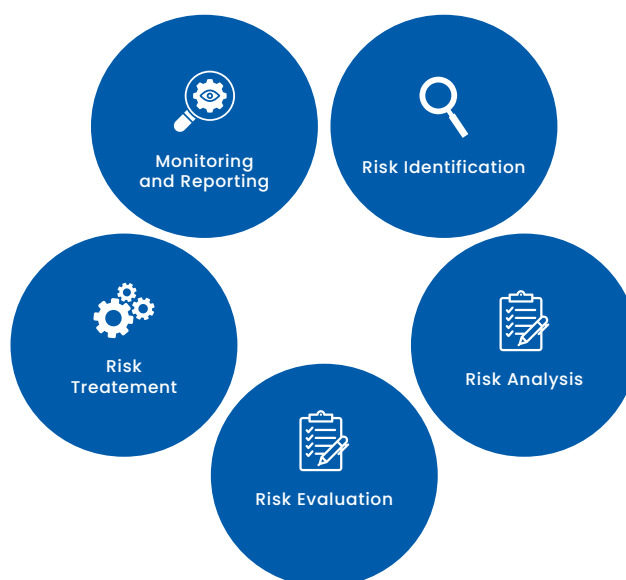 Monitoring
and Reporting
Risk Identification
Risk
Treatement
Risk Analysis
Risk Evaluation